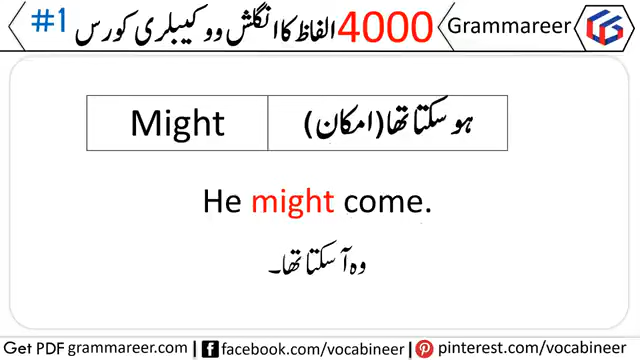 #1 4000 الفاظ کا انگلش ووکیبلری کورس Grammareer
Might ہو سکتا تھا (امکان)
He might come.
وہ آ سکتا تھا۔
Get PDF grammareer.com | facebook.com/vocabineer | pinterest.com/vocabineer